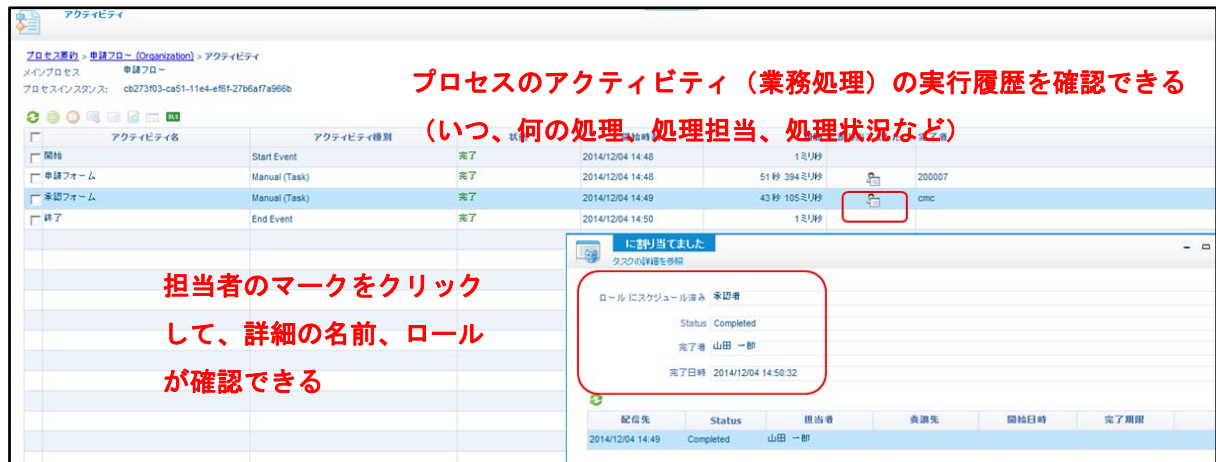 アクティビティ
プロセス要約 > 申請フロー (Organization) > アクティビティ
メインプロセス 申請フロー
プロセスインスタンス: cb273f03-ca51-11e4-ef6f-27b6af7a966b
プロセスのアクティビティ（業務処理）の実行履歴を確認できる
（いつ、何の処理、処理担当、処理状況など）
アクティビティ名 アクティビティ種別 状 完了者
開始 Start Event 完了 2014/12/04 14:48 1ミリ秒
申請フォーム Manual (Task) 完了 2014/12/04 14:48 51秒 394ミリ秒 200007
承認フォーム Manual (Task) 完了 2014/12/04 14:49 43秒 105ミリ秒 cmc
終了 End Event 完了 2014/12/04 14:50 1ミリ秒
担当者のマークをクリック
して、詳細の名前、ロール
が確認できる
に割り当てました
タスクの詳細を参照
ロール にスケジュール済み 承認者
Status Completed
完了者 山田 一郎
完了日時 2014/12/04 14:50:32
配信先 Status 担当者 委譲先 開始日時 完了期限
2014/12/04 14:49 Completed 山田 一郎